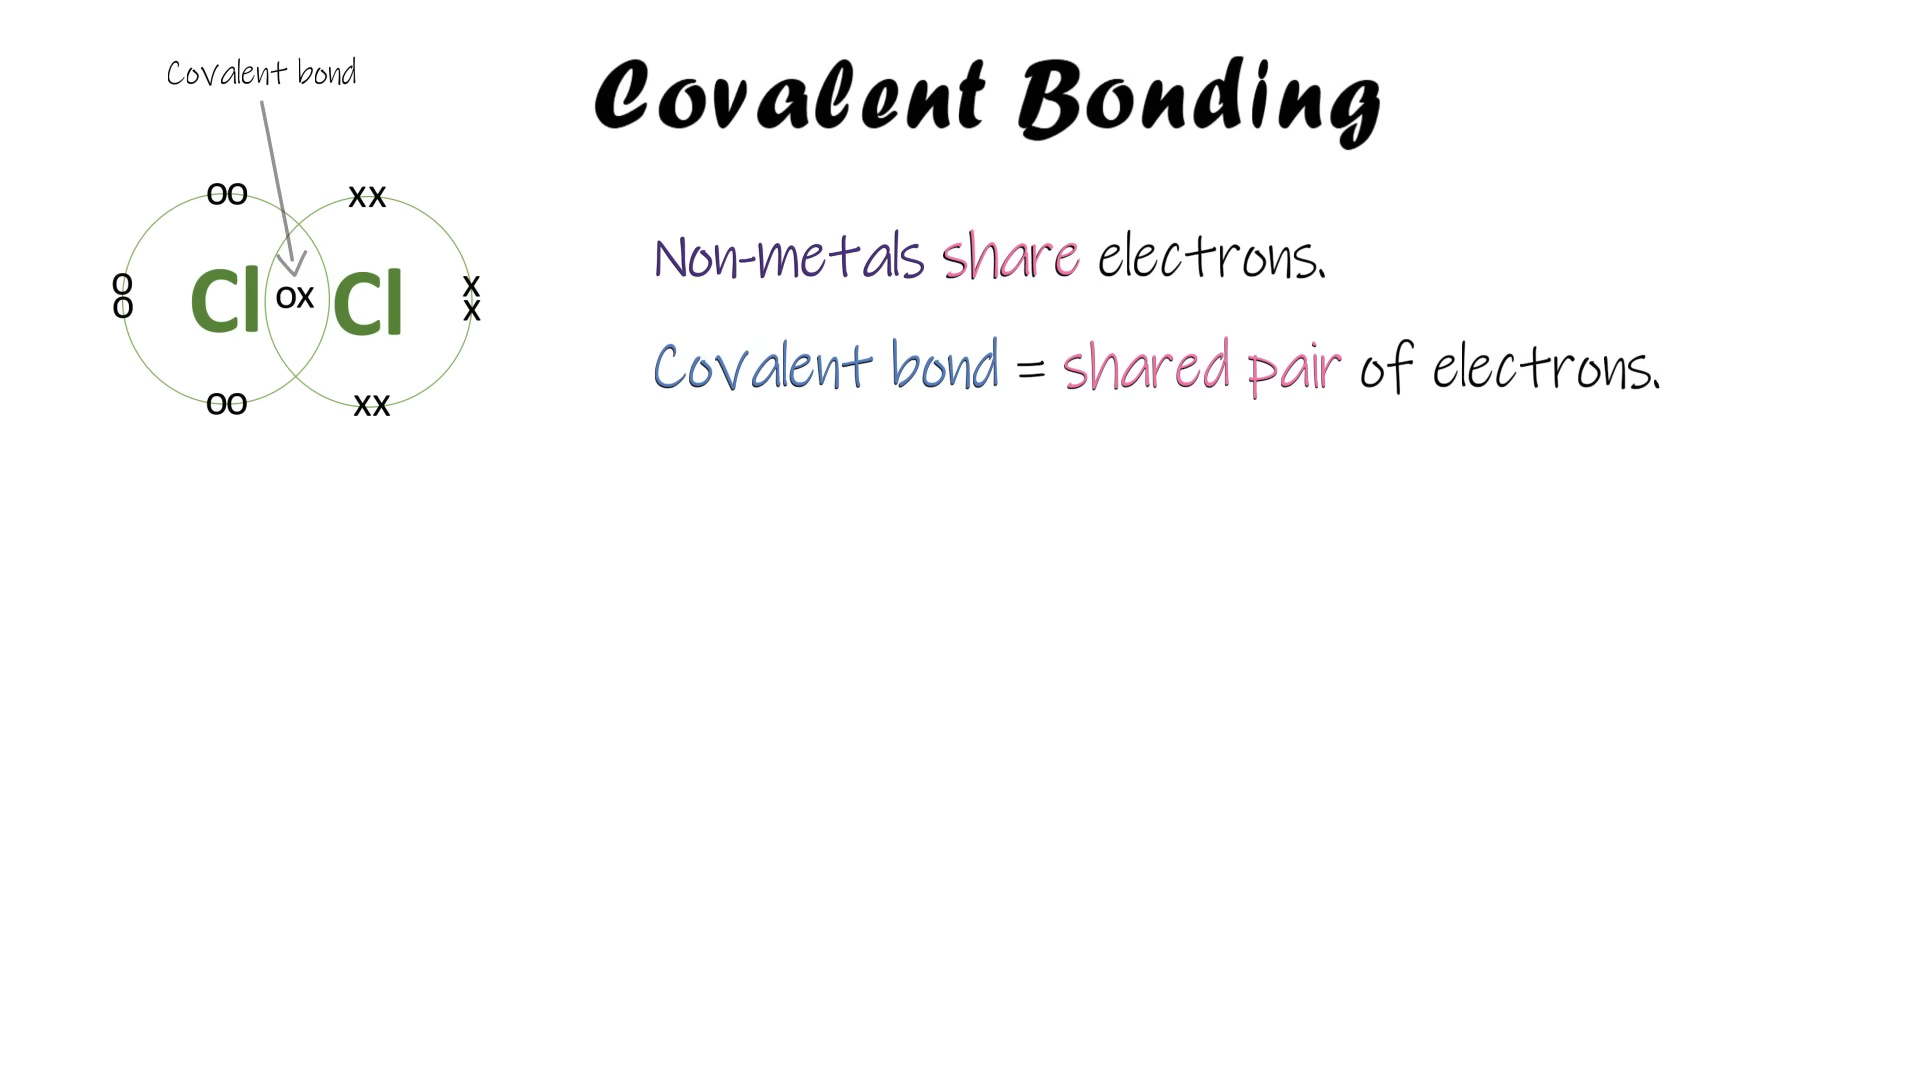 Covalent Bonding
Covalent bond
oo
xx
o
o
Cl
ox
Cl
x
x
oo
xx
Non-metals share electrons.
Covalent bond = shared pair of electrons.